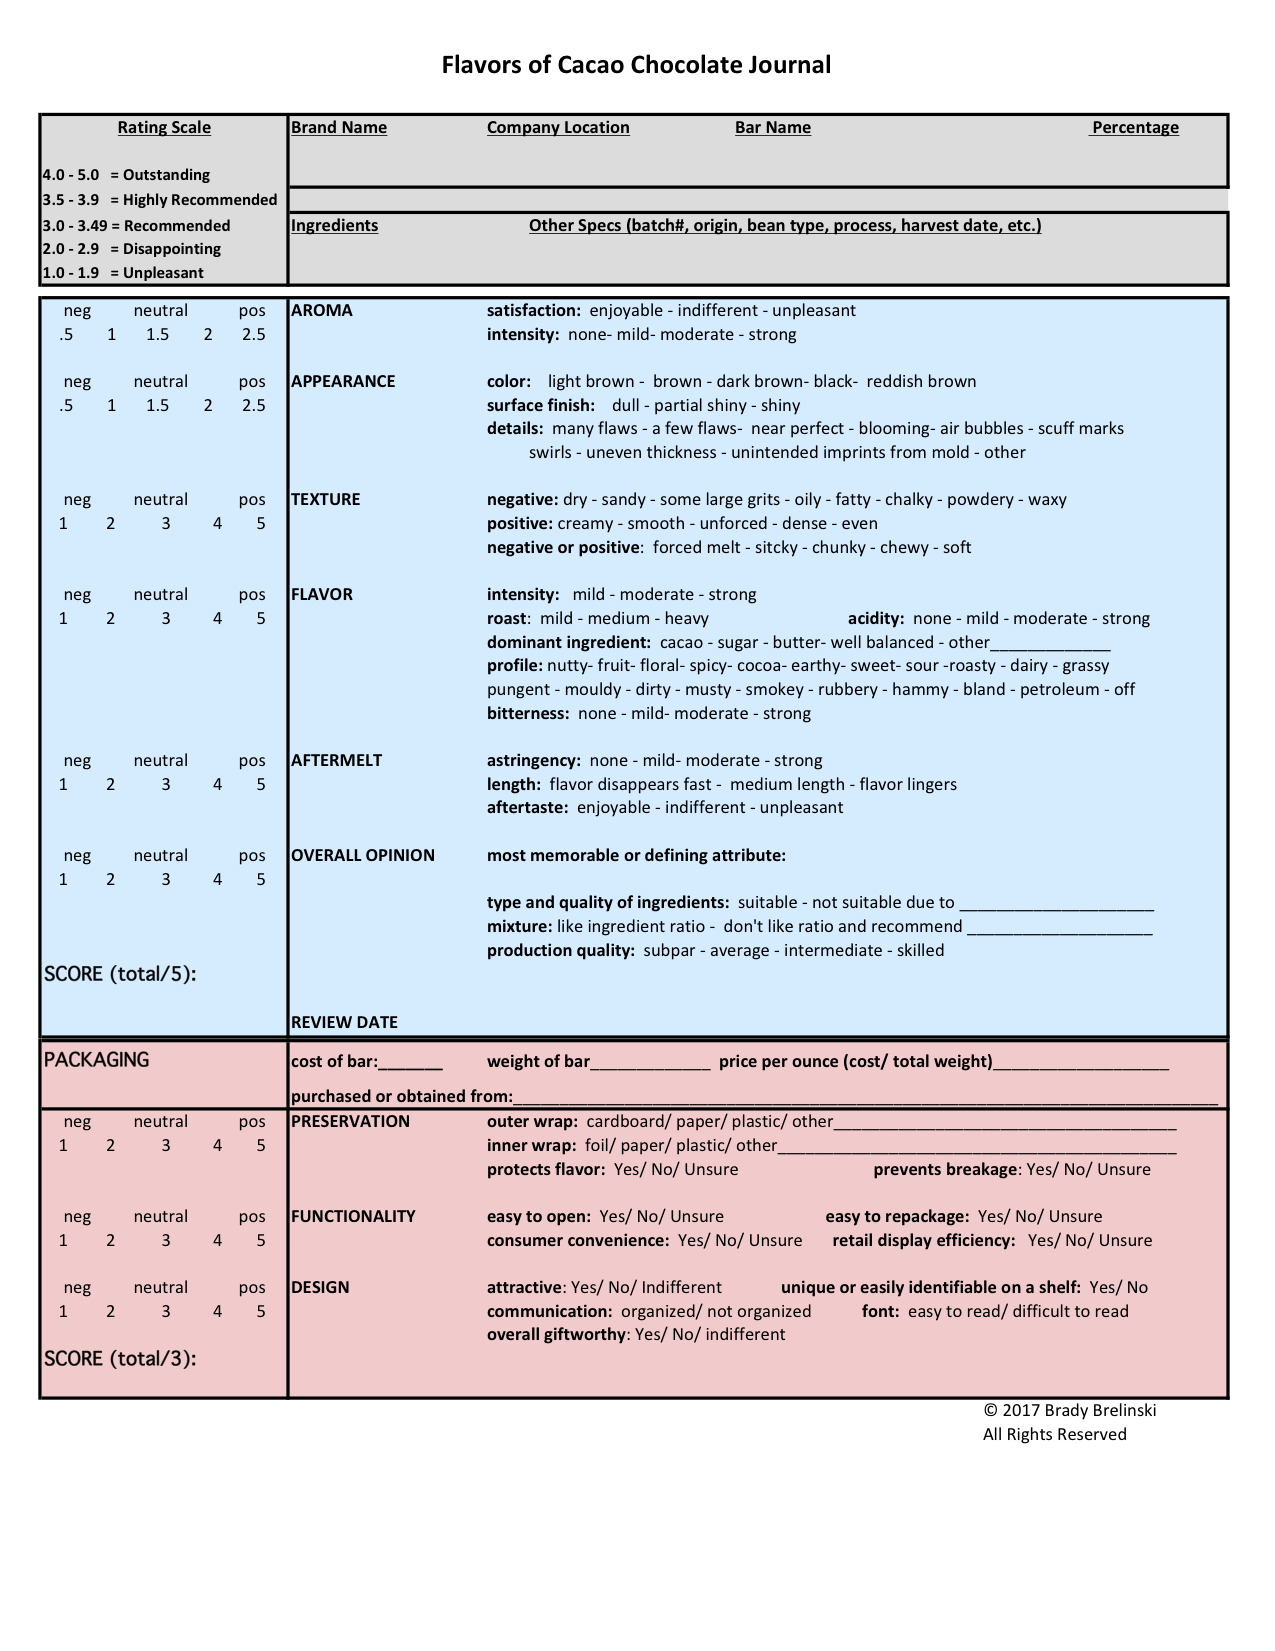 Flavors of Cacao Chocolate Journal
Rating Scale
4.0 - 5.0 = Outstanding
3.5 - 3.9 = Highly Recommended
3.0 - 3.49 = Recommended
2.0 - 2.9 = Disappointing
1.0 - 1.9 = Unpleasant
Brand Name Company Location Bar Name Percentage
Ingredients Other Specs (batch#, origin, bean type, process, harvest date, etc.)
neg neutral pos AROMA satisfaction: enjoyable - indifferent - unpleasant
.5 1 1.5 2 2.5 intensity: none- mild- moderate - strong
neg neutral pos APPEARANCE color: light brown - brown - dark brown- black- reddish brown
.5 1 1.5 2 2.5 surface finish: dull - partial shiny - shiny
details: many flaws - a few flaws- near perfect - blooming- air bubbles - scuff marks
swirls - uneven thickness - unintended imprints from mold - other
neg neutral pos TEXTURE negative: dry - sandy - some large grits - oily - fatty - chalky - powdery - waxy
1 2 3 4 5 positive: creamy - smooth - unforced - dense - even
negative or positive: forced melt - sitcky - chunky - chewy - soft
neg neutral pos FLAVOR intensity: mild - moderate - strong
1 2 3 4 5 roast: mild - medium - heavy acidity: none - mild - moderate - strong
dominant ingredient: cacao - sugar - butter- well balanced - other_____________
profile: nutty- fruit- floral- spicy- cocoa- earthy- sweet- sour -roasty - dairy - grassy
pungent - mouldy - dirty - musty - smokey - rubbery - hammy - bland - petroleum - off
bitterness: none - mild- moderate - strong
neg neutral pos AFTERMELT astringency: none - mild- moderate - strong
1 2 3 4 5 length: flavor disappears fast - medium length - flavor lingers
aftertaste: enjoyable - indifferent - unpleasant
neg neutral pos OVERALL OPINION most memorable or defining attribute:
1 2 3 4 5
type and quality of ingredients: suitable - not suitable due to _____________________
mixture: like ingredient ratio - don't like ratio and recommend ____________________
production quality: subpar - average - intermediate - skilled
SCORE (total/5):
REVIEW DATE
PACKAGING cost of bar:_______ weight of bar_____________ price per ounce (cost/ total weight)___________________
purchased or obtained from:____________________________________________________________________________
neg neutral pos PRESERVATION outer wrap: cardboard/ paper/ plastic/ other_____________________________________
1 2 3 4 5 inner wrap: foil/ paper/ plastic/ other___________________________________________
protects flavor: Yes/ No/ Unsure prevents breakage: Yes/ No/ Unsure
neg neutral pos FUNCTIONALITY easy to open: Yes/ No/ Unsure easy to repackage: Yes/ No/ Unsure
1 2 3 4 5 consumer convenience: Yes/ No/ Unsure retail display efficiency: Yes/ No/ Unsure
neg neutral pos DESIGN attractive: Yes/ No/ Indifferent unique or easily identifiable on a shelf: Yes/ No
1 2 3 4 5 communication: organized/ not organized font: easy to read/ difficult to read
overall giftworthy: Yes/ No/ indifferent
SCORE (total/3):
© 2017 Brady Brelinski
All Rights Reserved